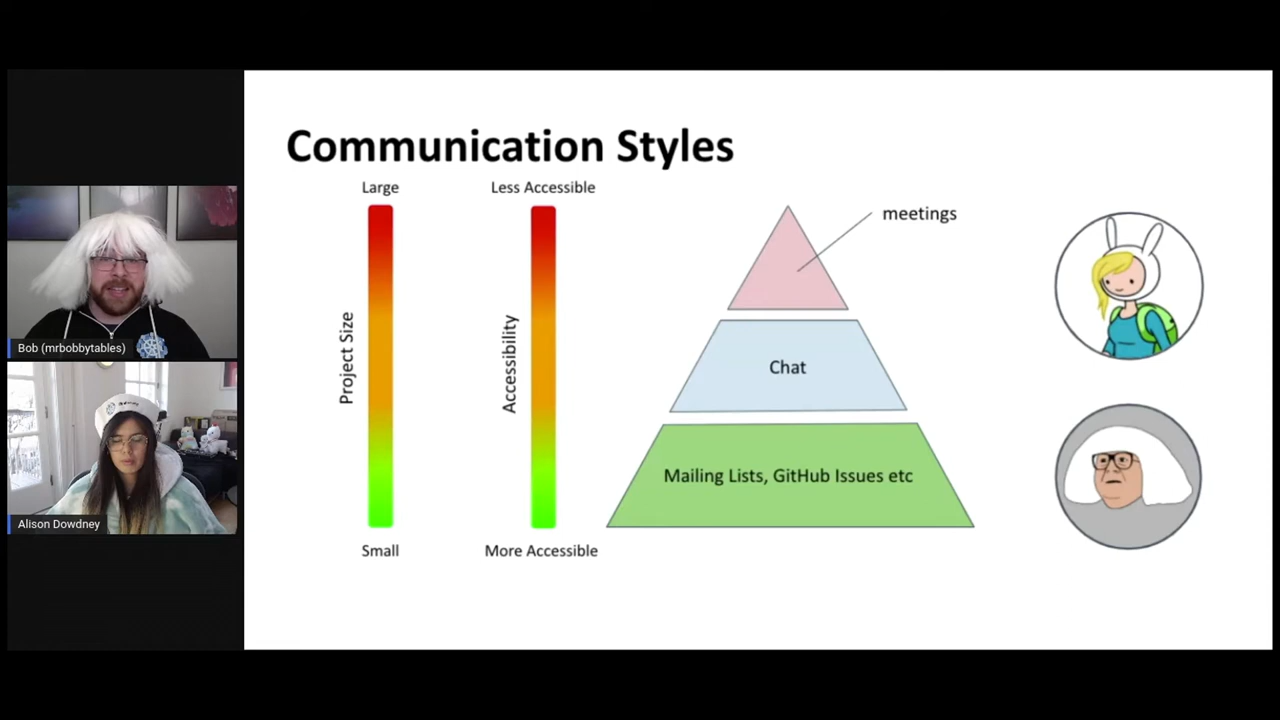 Communication Styles
Large
Less Accessible
meetings
Project Size
Accessibility
Chat
Mailing Lists, GitHub Issues etc
Small
More Accessible
Bob (mrbobbytables)
Alison Dowdney